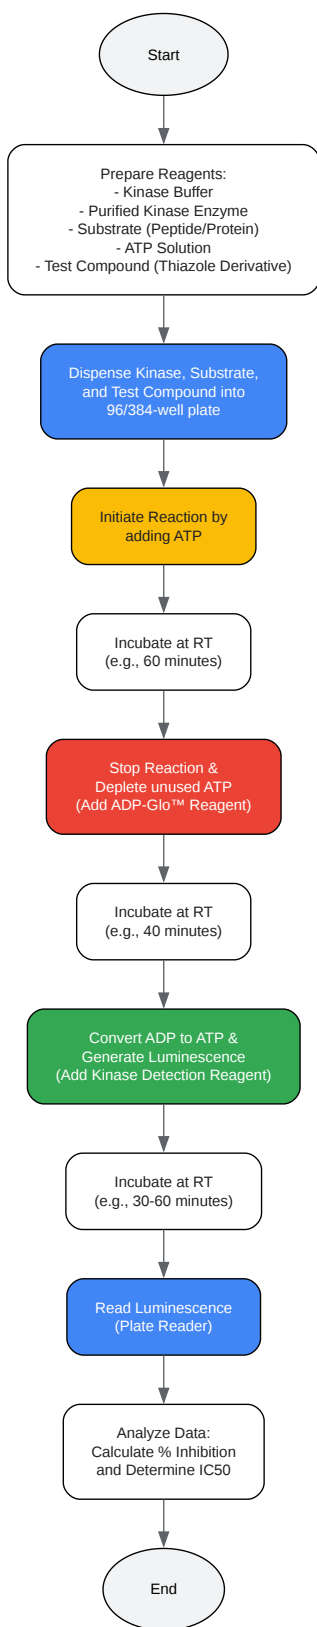 Start
Prepare Reagents:
- Kinase Buffer
- Purified Kinase Enzyme
- Substrate (Peptide/Protein)
- ATP Solution
- Test Compound (Thiazole Derivative)
Dispense Kinase, Substrate,
and Test Compound into
96/384-well plate
Initiate Reaction by
adding ATP
Incubate at RT
(e.g., 60 minutes)
Stop Reaction &
Deplete unused ATP
(Add ADP-Glo™ Reagent)
Incubate at RT
(e.g., 40 minutes)
Convert ADP to ATP &
Generate Luminescence
(Add Kinase Detection Reagent)
Incubate at RT
(e.g., 30-60 minutes)
Read Luminescence
(Plate Reader)
Analyze Data:
Calculate % Inhibition
and Determine IC50
End